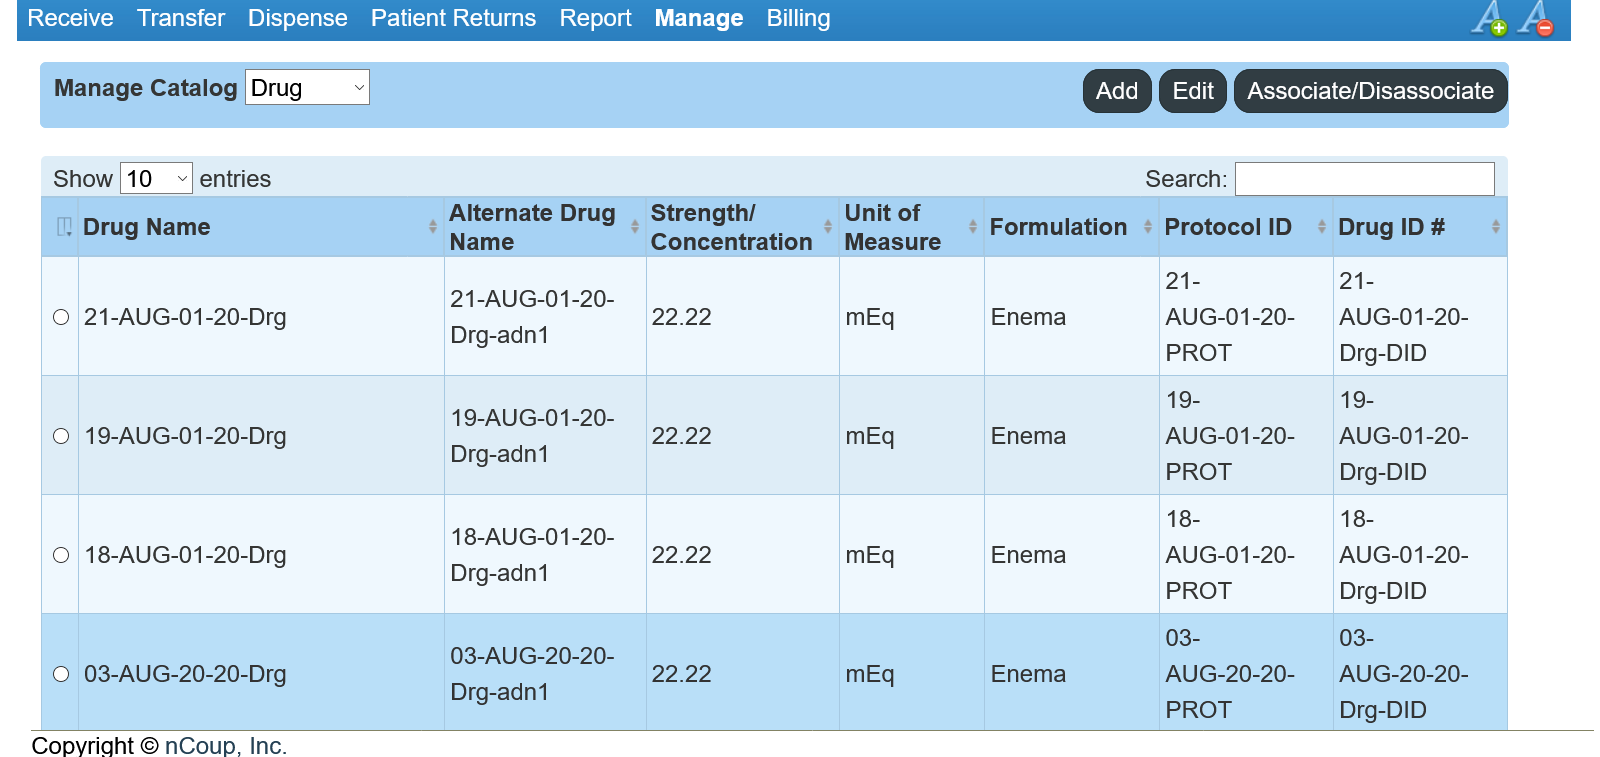 Receive Transfer Dispense Patient Returns Report Manage Billing
Manage Catalog Drug Add Edit Associate/Disassociate
Show 10 entries Search:
Drug Name Alternate Drug Name Strength/ Concentration Unit of Measure Formulation Protocol ID Drug ID #
21-AUG-01-20-Drg 21-AUG-01-20-Drg-adn1 22.22 mEq Enema 21-AUG-01-20-PROT 21-AUG-01-20-Drg-DID
19-AUG-01-20-Drg 19-AUG-01-20-Drg-adn1 22.22 mEq Enema 19-AUG-01-20-PROT 19-AUG-01-20-Drg-DID
18-AUG-01-20-Drg 18-AUG-01-20-Drg-adn1 22.22 mEq Enema 18-AUG-01-20-PROT 18-AUG-01-20-Drg-DID
03-AUG-20-20-Drg 03-AUG-20-20-Drg-adn1 22.22 mEq Enema 03-AUG-20-20-PROT 03-AUG-20-20-Drg-DID
Copyright © nCoup, Inc.